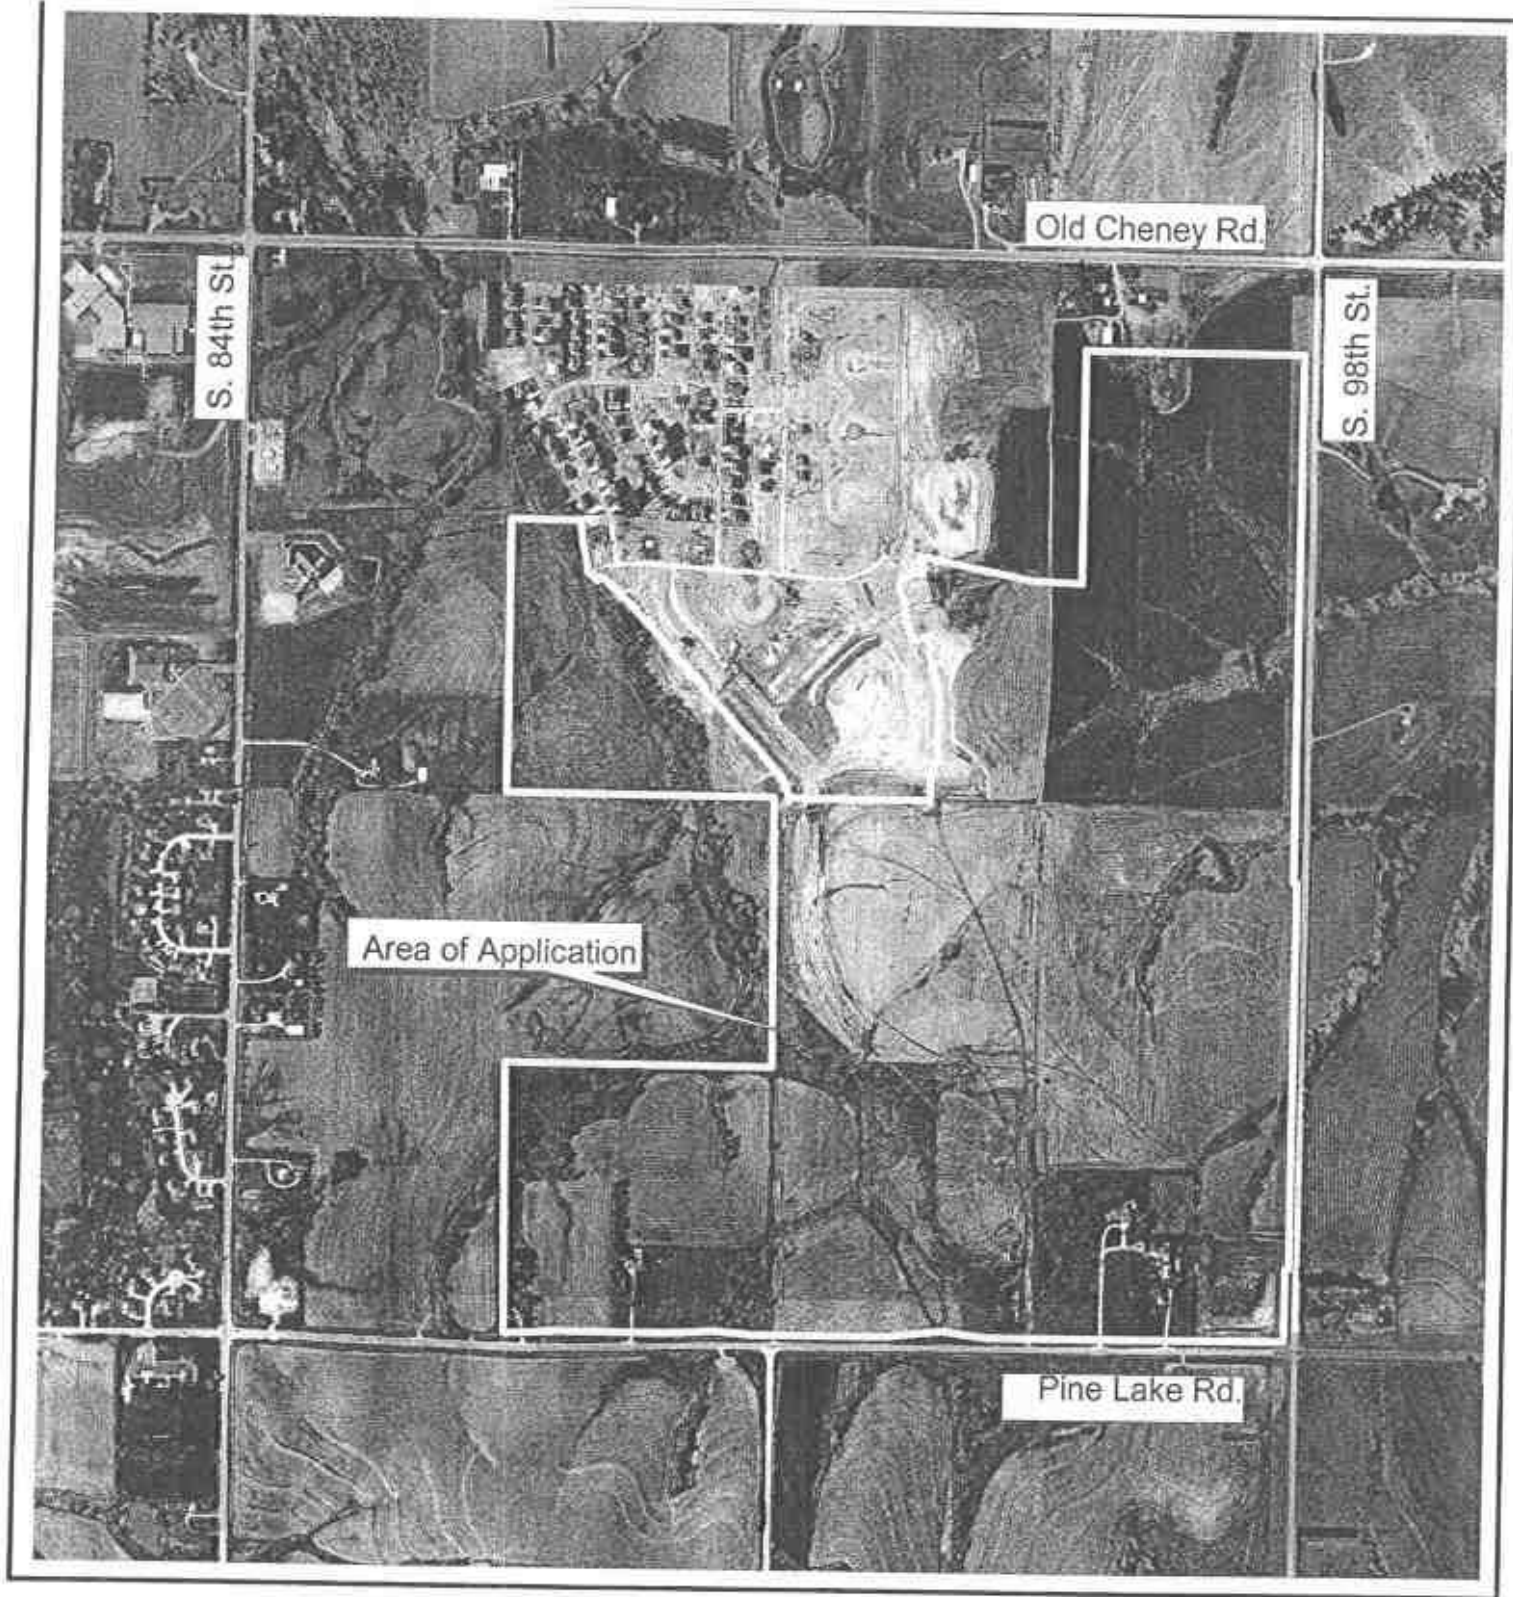 Old Cheney Rd.
S. 84th St.
S. 98th St.
Area of Application
Pine Lake Rd.